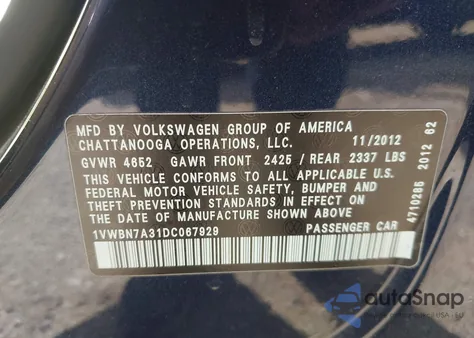 MFD BY VOLKSWAGEN GROUP OF AMERICA
CHATTANOOGA OPERATIONS, LLC. 11/2012
GVWR 4652 GAWR FRONT 2425 / REAR 2337 LBS
THIS VEHICLE CONFORMS TO ALL APPLICABLE U.S.
FEDERAL MOTOR VEHICLE SAFETY, BUMPER AND
THEFT PREVENTION STANDARDS IN EFFECT ON
THE DATE OF MANUFACTURE SHOWN ABOVE
1VWBN7A31DC067929 PASSENGER CAR
4710285 2012 62
autoSnap